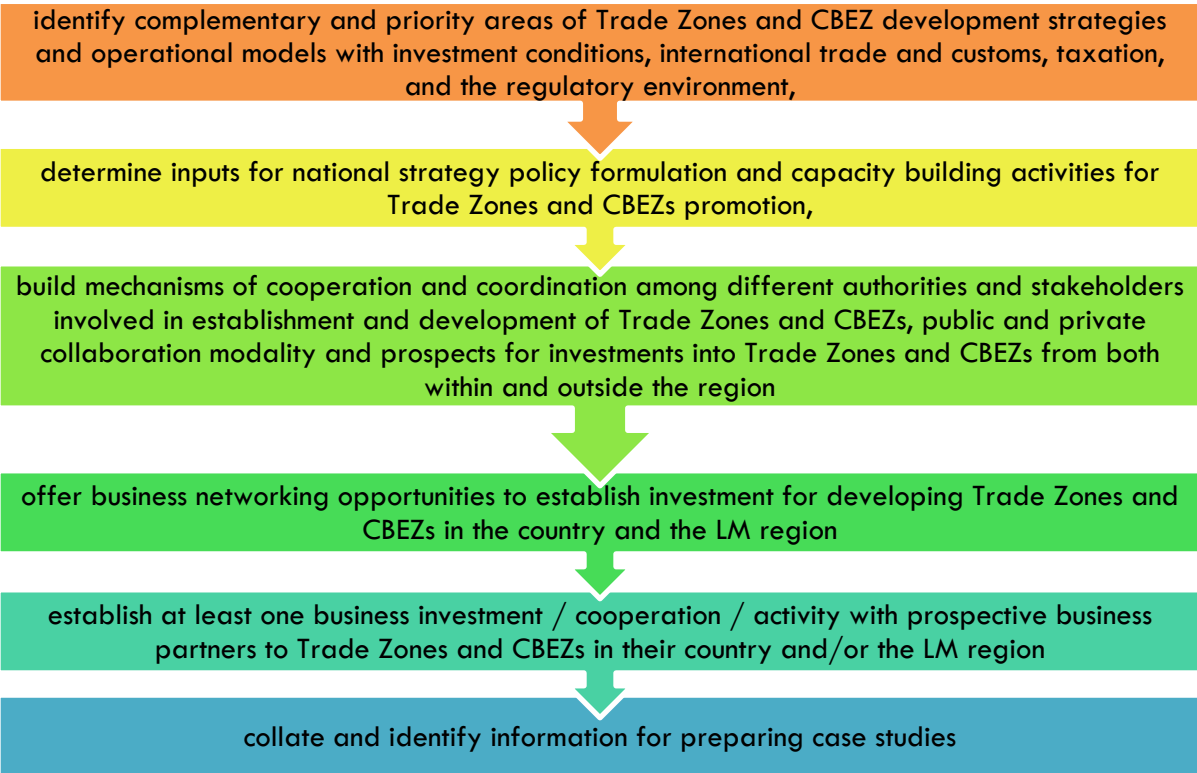 identify complementary and priority areas of Trade Zones and CBEZ development strategies
and operational models with investment conditions, international trade and customs, taxation,
and the regulatory environment,
determine inputs for national strategy policy formulation and capacity building activities for
Trade Zones and CBEZs promotion,
build mechanisms of cooperation and coordination among different authorities and stakeholders
involved in establishment and development of Trade Zones and CBEZs, public and private
collaboration modality and prospects for investments into Trade Zones and CBEZs from both
within and outside the region
offer business networking opportunities to establish investment for developing Trade Zones and
CBEZs in the country and the LM region
establish at least one business investment / cooperation / activity with prospective business
partners to Trade Zones and CBEZs in their country and/or the LM region
collate and identify information for preparing case studies